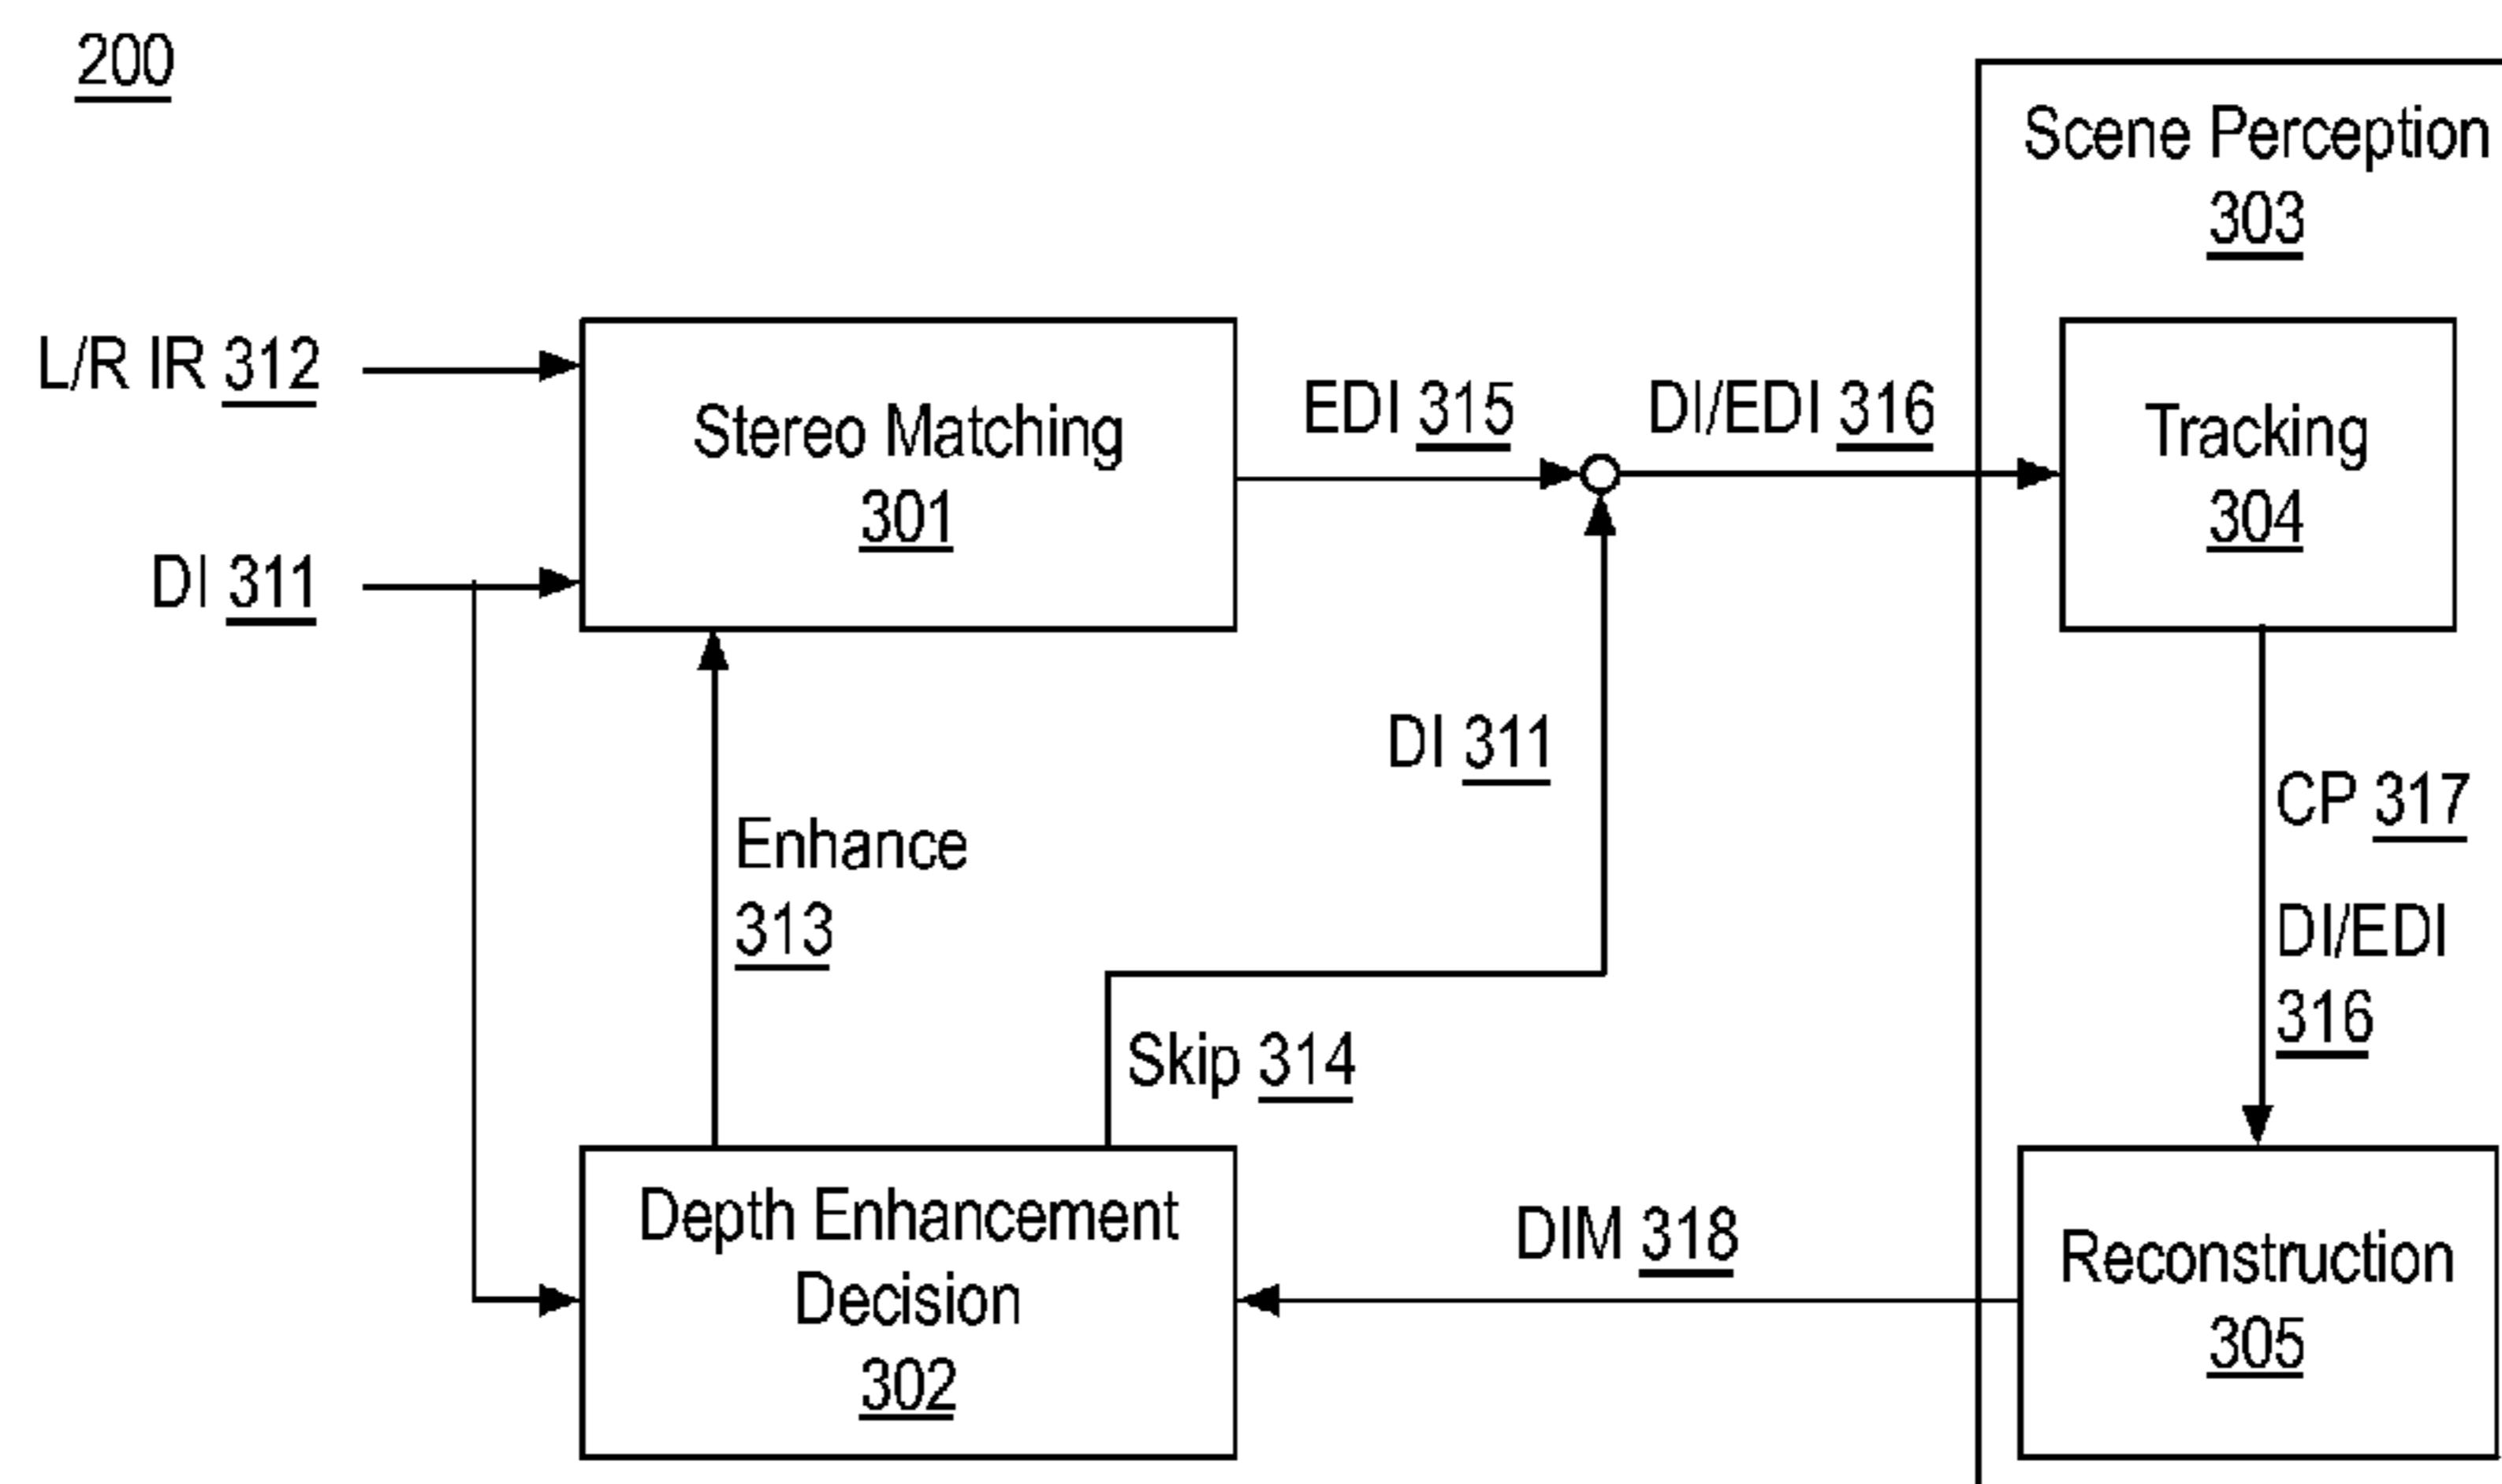 200
Scene Perception
303
L/R IR 312
DI 311
Stereo Matching
301
EDI 315
DI/EDI 316
Tracking
304
DI 311
CP 317
Enhance
313
DI/EDI
316
Skip 314
Depth Enhancement
Decision
302
DIM 318
Reconstruction
305